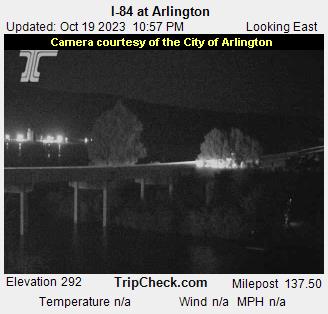 I-84 at Arlington
Updated: Oct 19 2023 10:57 PM Looking East
Camera courtesy of the City of Arlington
Elevation 292 TripCheck.com Milepost 137.50
Temperature n/a Wind n/a MPH n/a